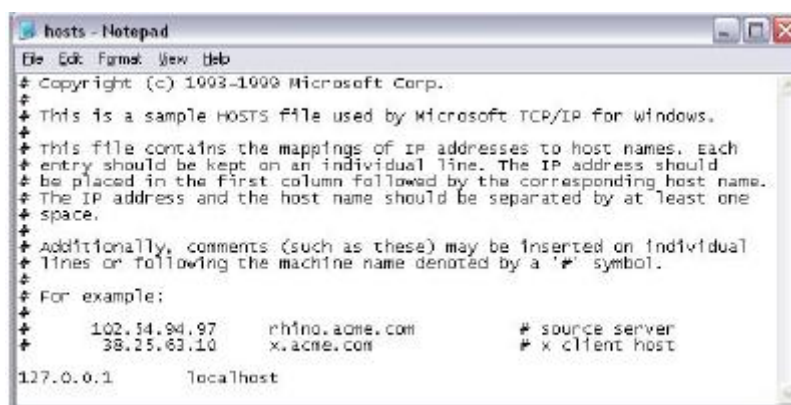 hosts - Notepad
File Edit Format View Help
# Copyright (c) 1993-1999 Microsoft Corp.
#
# This is a sample HOSTS file used by Microsoft TCP/IP for Windows.
#
# This file contains the mappings of IP addresses to host names. Each
# entry should be kept on an individual line. The IP address should
# be placed in the first column followed by the corresponding host name.
# The IP address and the host name should be separated by at least one
# space.
#
# Additionally, comments (such as these) may be inserted on individual
# lines or following the machine name denoted by a '#' symbol.
#
# For example:
#
# 102.54.94.97 rhino.acme.com # source server
# 38.25.63.10 x.acme.com # x client host
127.0.0.1 localhost